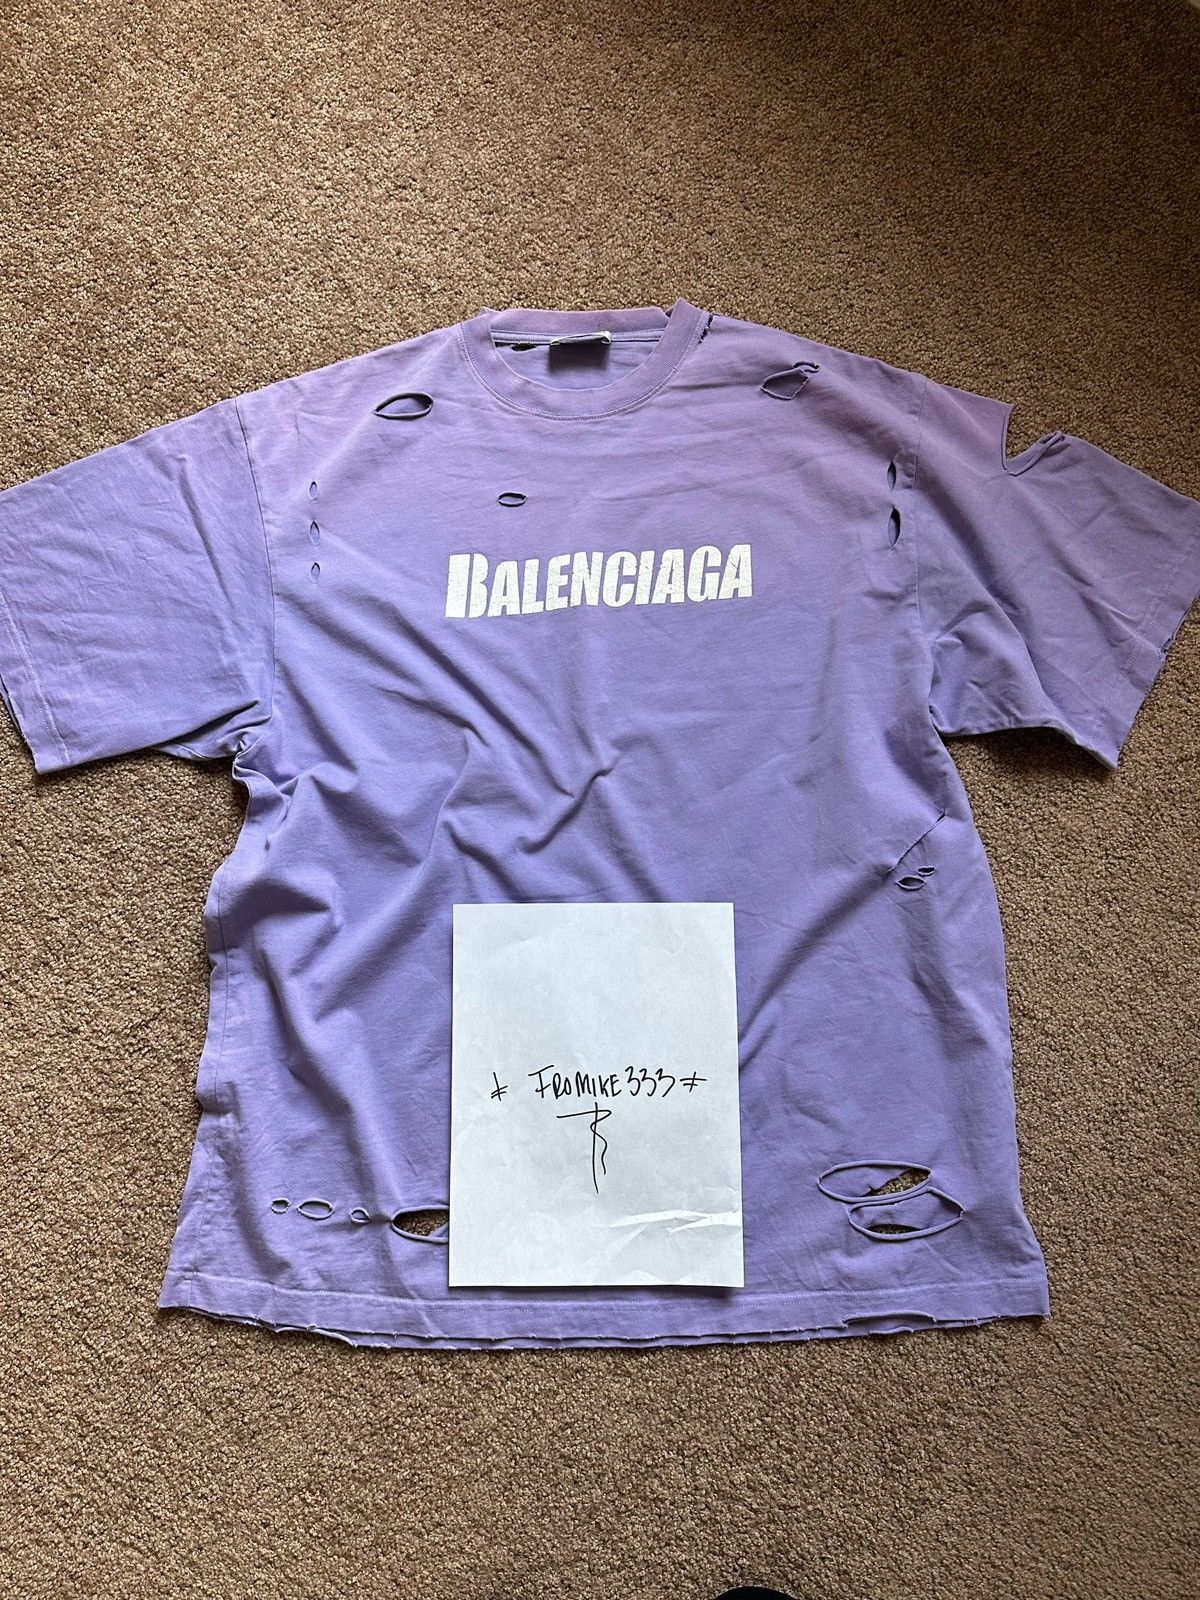 BALENCIAGA
≠ FROMIKE333 ≠